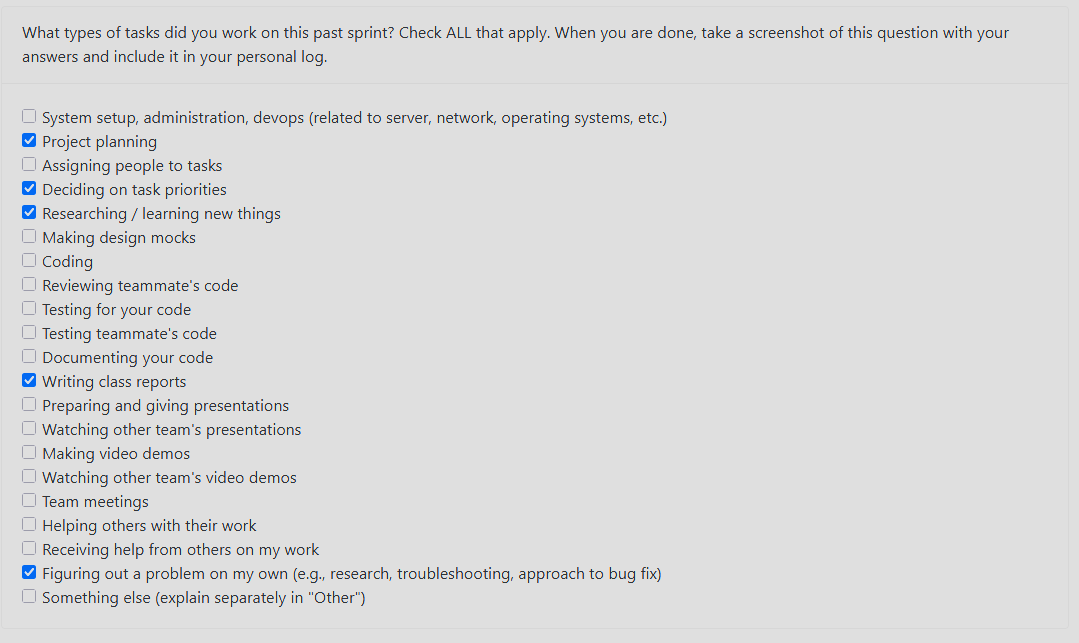 What types of tasks did you work on this past sprint? Check ALL that apply. When you are done, take a screenshot of this question with your
answers and include it in your personal log.
System setup, administration, devops (related to server, network, operating systems, etc.)
Project planning
Assigning people to tasks
Deciding on task priorities
Researching / learning new things
Making design mocks
Coding
Reviewing teammate's code
Testing for your code
Testing teammate's code
Documenting your code
Writing class reports
Preparing and giving presentations
Watching other team's presentations
Making video demos
Watching other team's video demos
Team meetings
Helping others with their work
Receiving help from others on my work
Figuring out a problem on my own (e.g., research, troubleshooting, approach to bug fix)
Something else (explain separately in "Other")